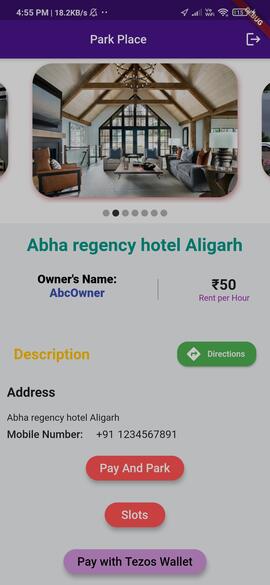 4:55 PM | 18.2KB/s
Park Place
Abha regency hotel Aligarh
Owner's Name:
AbcOwner
₹50
Rent per Hour
Description
Directions
Address
Abha regency hotel Aligarh
Mobile Number: +91 1234567891
Pay And Park
Slots
Pay with Tezos Wallet